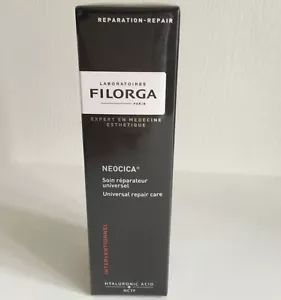 REPARATION-REPAIR
LABORATOIRES
FILORGA
PARIS
EXPERT EN MEDECINE
ESTHETIQUE
NEOCICA®
Soin réparateur
universel
Universal repair care
INTERVENTIONNEL
HYALURONIC ACID
+
NCTF